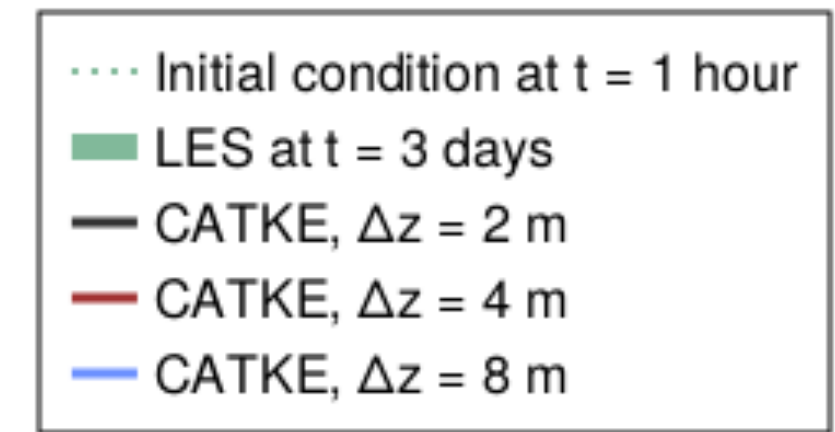 Initial condition at t = 1 hour
LES at t = 3 days
CATKE, Δz = 2 m
CATKE, Δz = 4 m
CATKE, Δz = 8 m